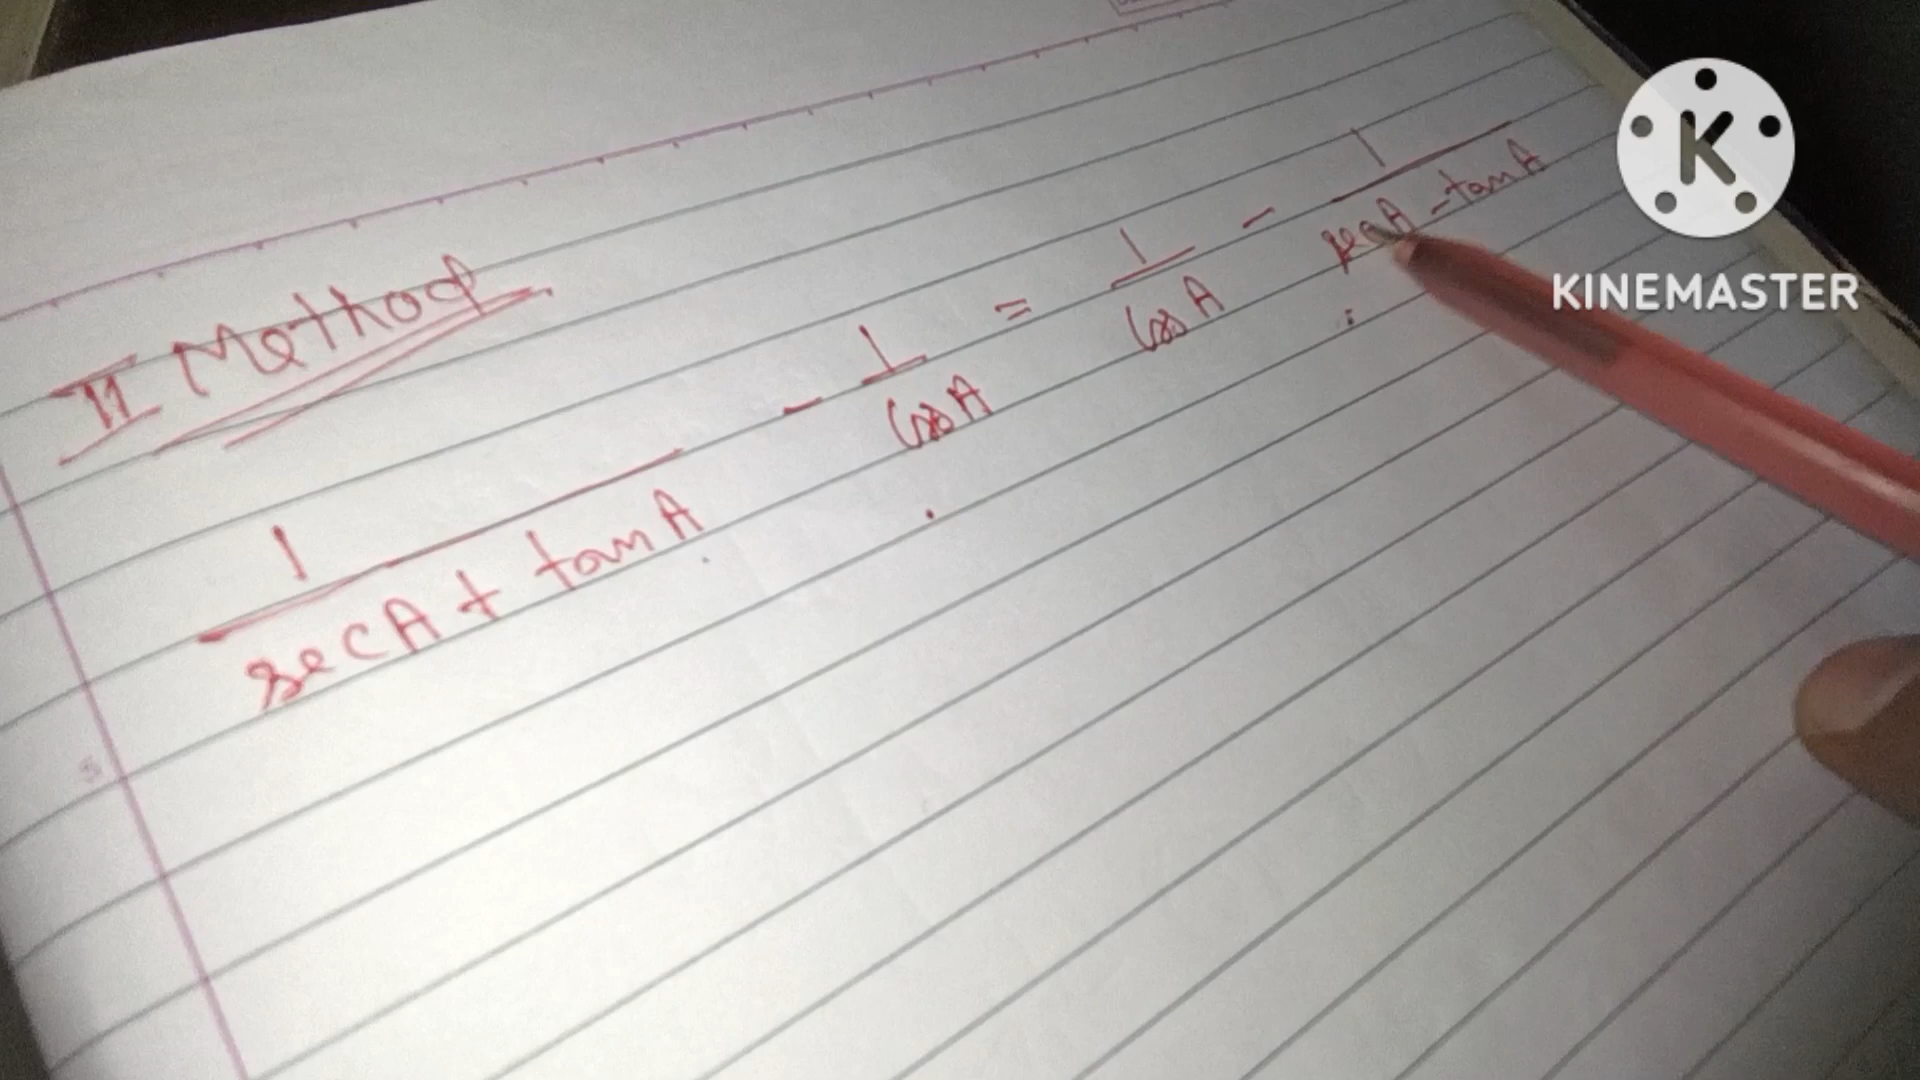 II Method
1/(secA + tanA) - 1/cosA = 1/cosA - 1/(secA - tanA)
K
KINEMASTER